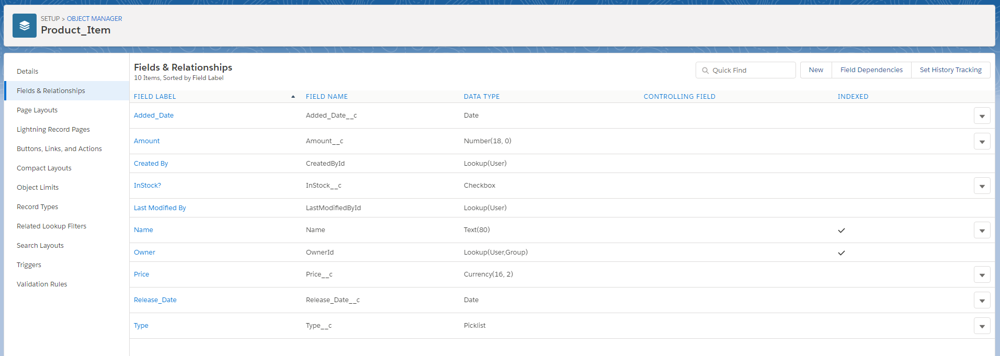 SETUP > OBJECT MANAGER
Product_Item
Details
Fields & Relationships
Page Layouts
Lightning Record Pages
Buttons, Links, and Actions
Compact Layouts
Object Limits
Record Types
Related Lookup Filters
Search Layouts
Triggers
Validation Rules
Fields & Relationships
10 Items, Sorted by Field Label
Quick Find
New
Field Dependencies
Set History Tracking
FIELD LABEL FIELD NAME DATA TYPE CONTROLLING FIELD INDEXED
Added_Date Added_Date__c Date
Amount Amount__c Number(18, 0)
Created By CreatedById Lookup(User)
InStock? InStock__c Checkbox
Last Modified By LastModifiedById Lookup(User)
Name Name Text(80)
Owner OwnerId Lookup(User,Group)
Price Price__c Currency(16, 2)
Release_Date Release_Date__c Date
Type Type__c Picklist